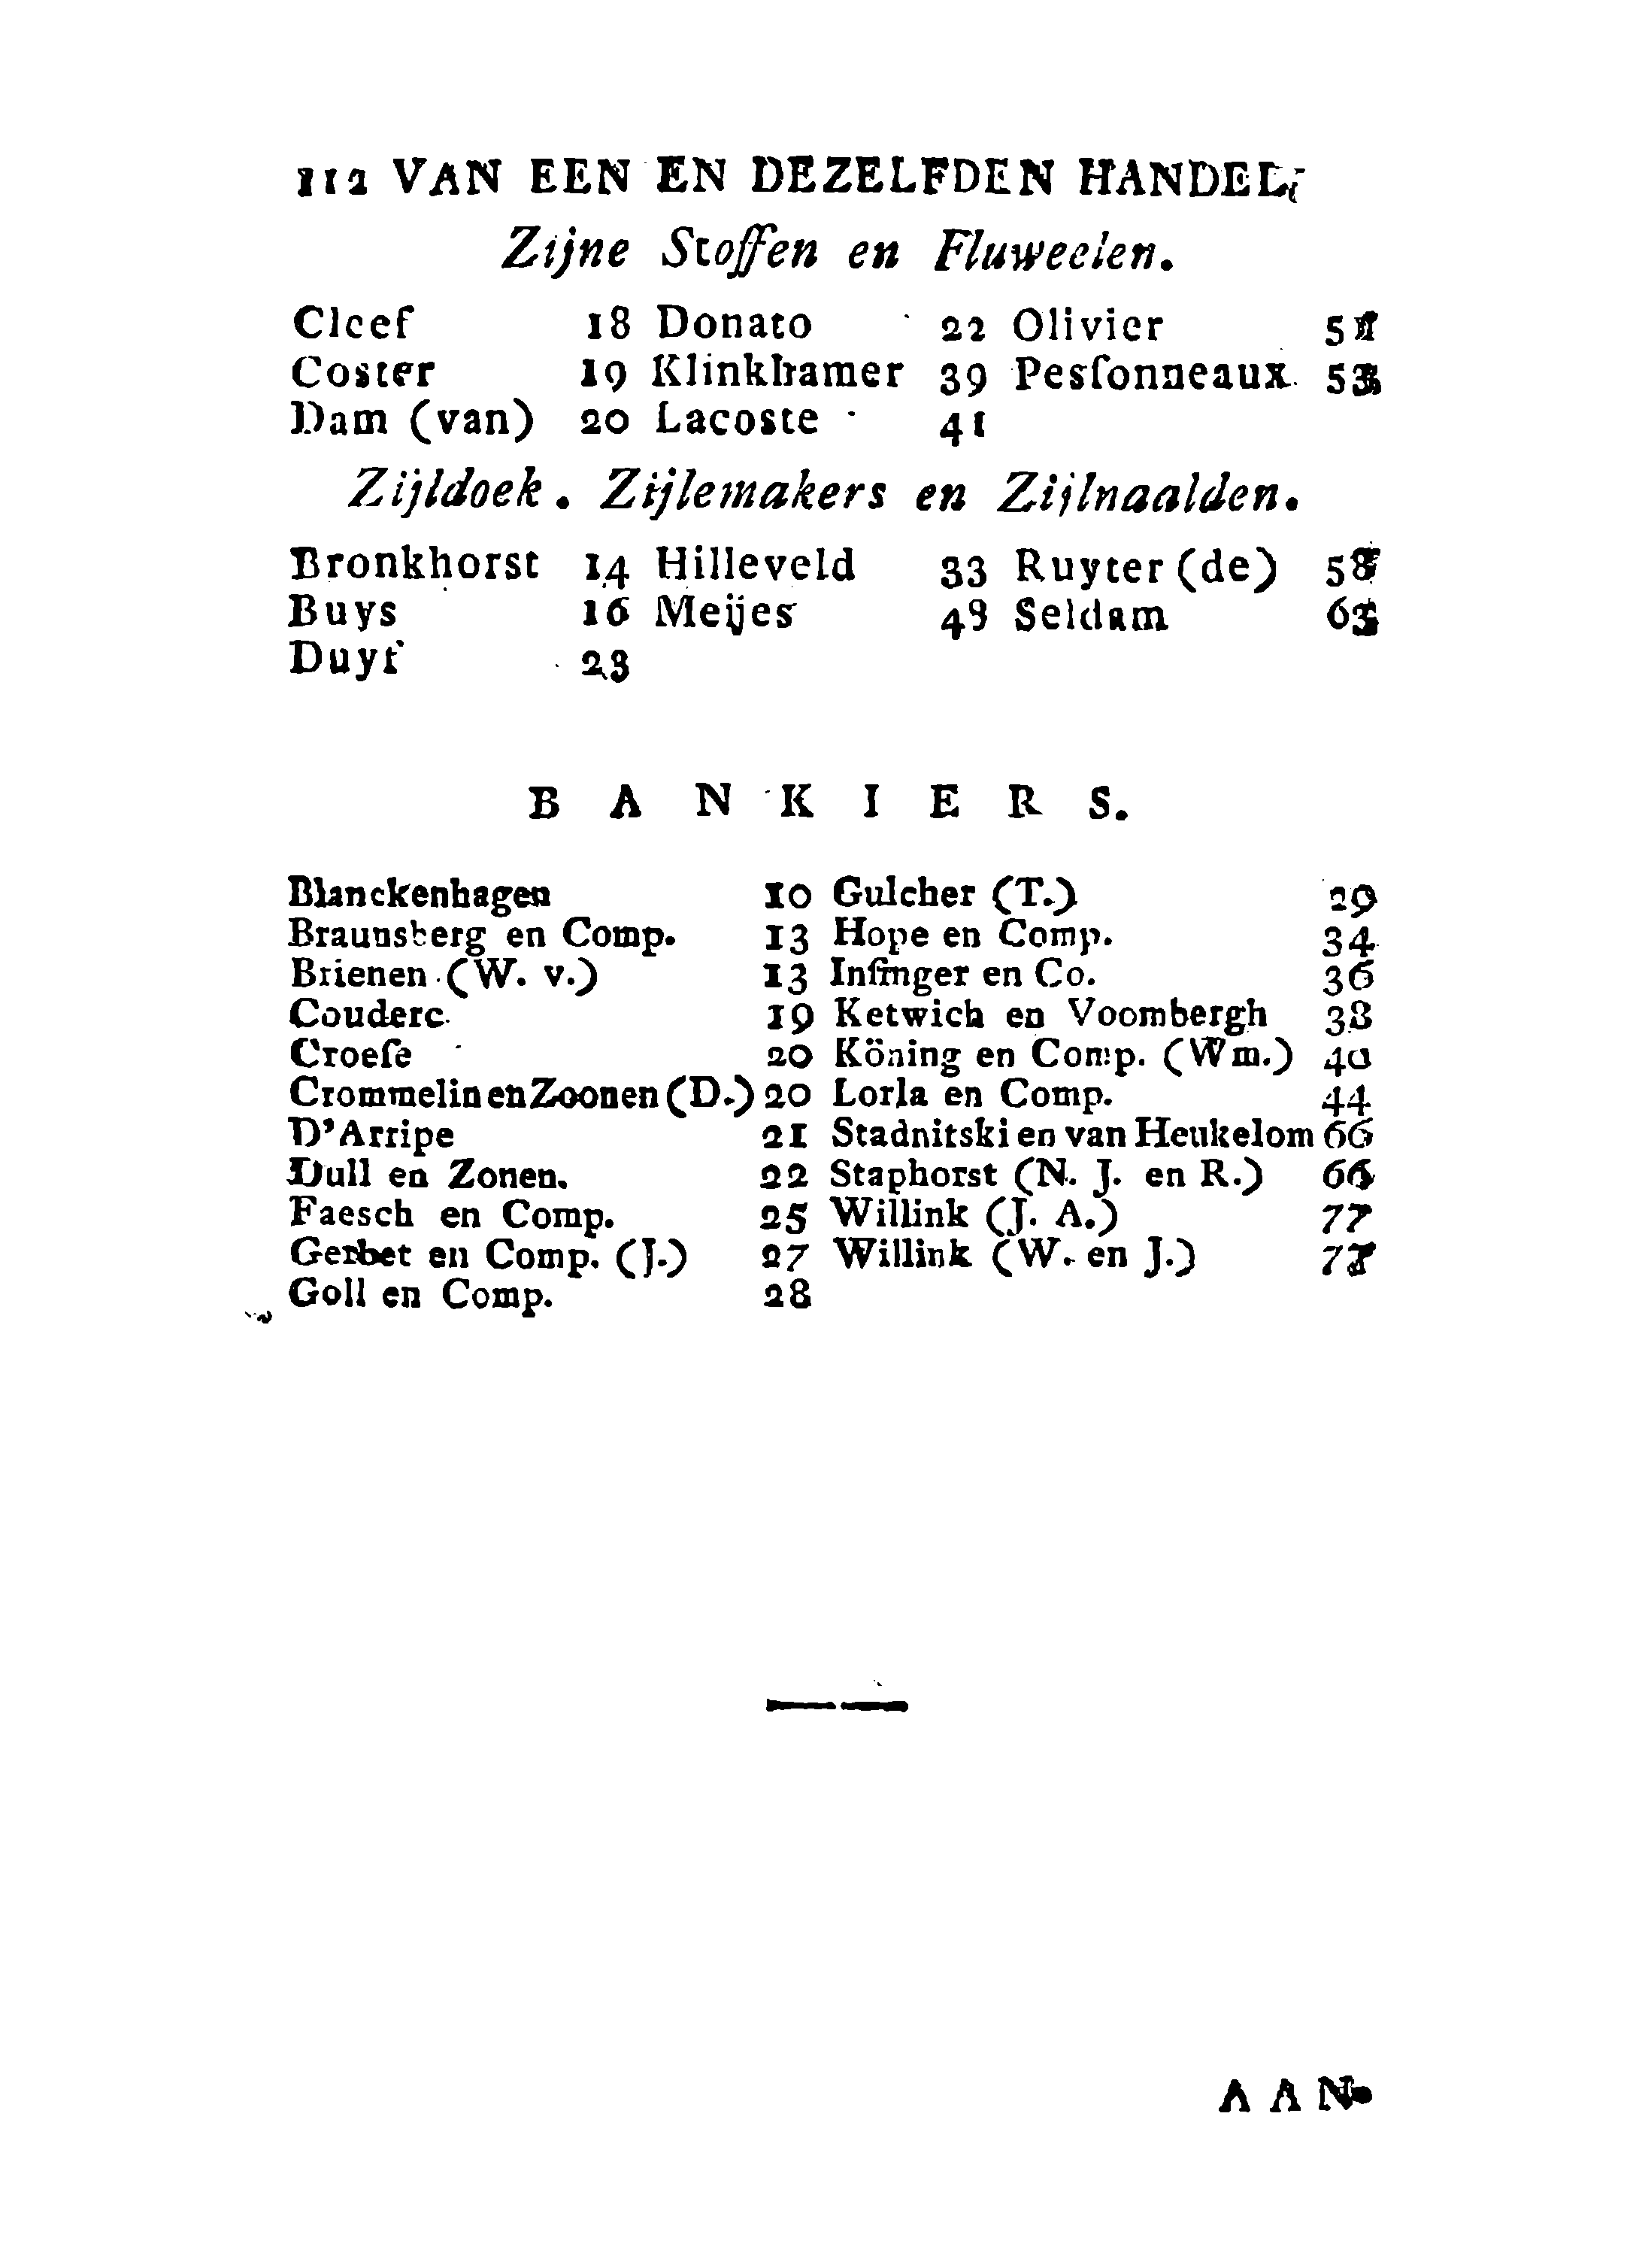 112 VAN EEN EN DEZELFDEN HANDEL.
Zijne Stoffen en Fluweelen.
Cleef 18 Donato 22 Olivier
Coster 19 Klinkhamer 39 Pesſonneaux 53
Dam (van) 20 Lacoste 41
Zijldoek. Zijlemakers en Zijlnaalden.
Bronkhorst 14 Hilleveld 33 Ruyter (de) 58
Buys 16 Meijes 49 Seldam 63
Duyf 23
BANKIERS.
Blanckenhagen 10 Gulcher (T.) 29
Braunsberg en Comp. 13 Hope en Comp. 34
Brienen (W. v.) 13 Inſinger en Co. 36
Couderc 19 Ketwich en Voombergh 38
Croeſe 20 Köning en Comp. (Wm.) 40
Crommelin en Zoonen (D.) 20 Lorla en Comp. 44
D'Arripe 21 Stadnitski en van Heukelom 66
Dull en Zonen. 22 Staphorst (N. J. en R.) 66
Faesch en Comp. 25 Willink (J. A.) 77
Gerbet en Comp. (J.) 27 Willink (W. en J.)
Goll en Comp. 28
AAN-